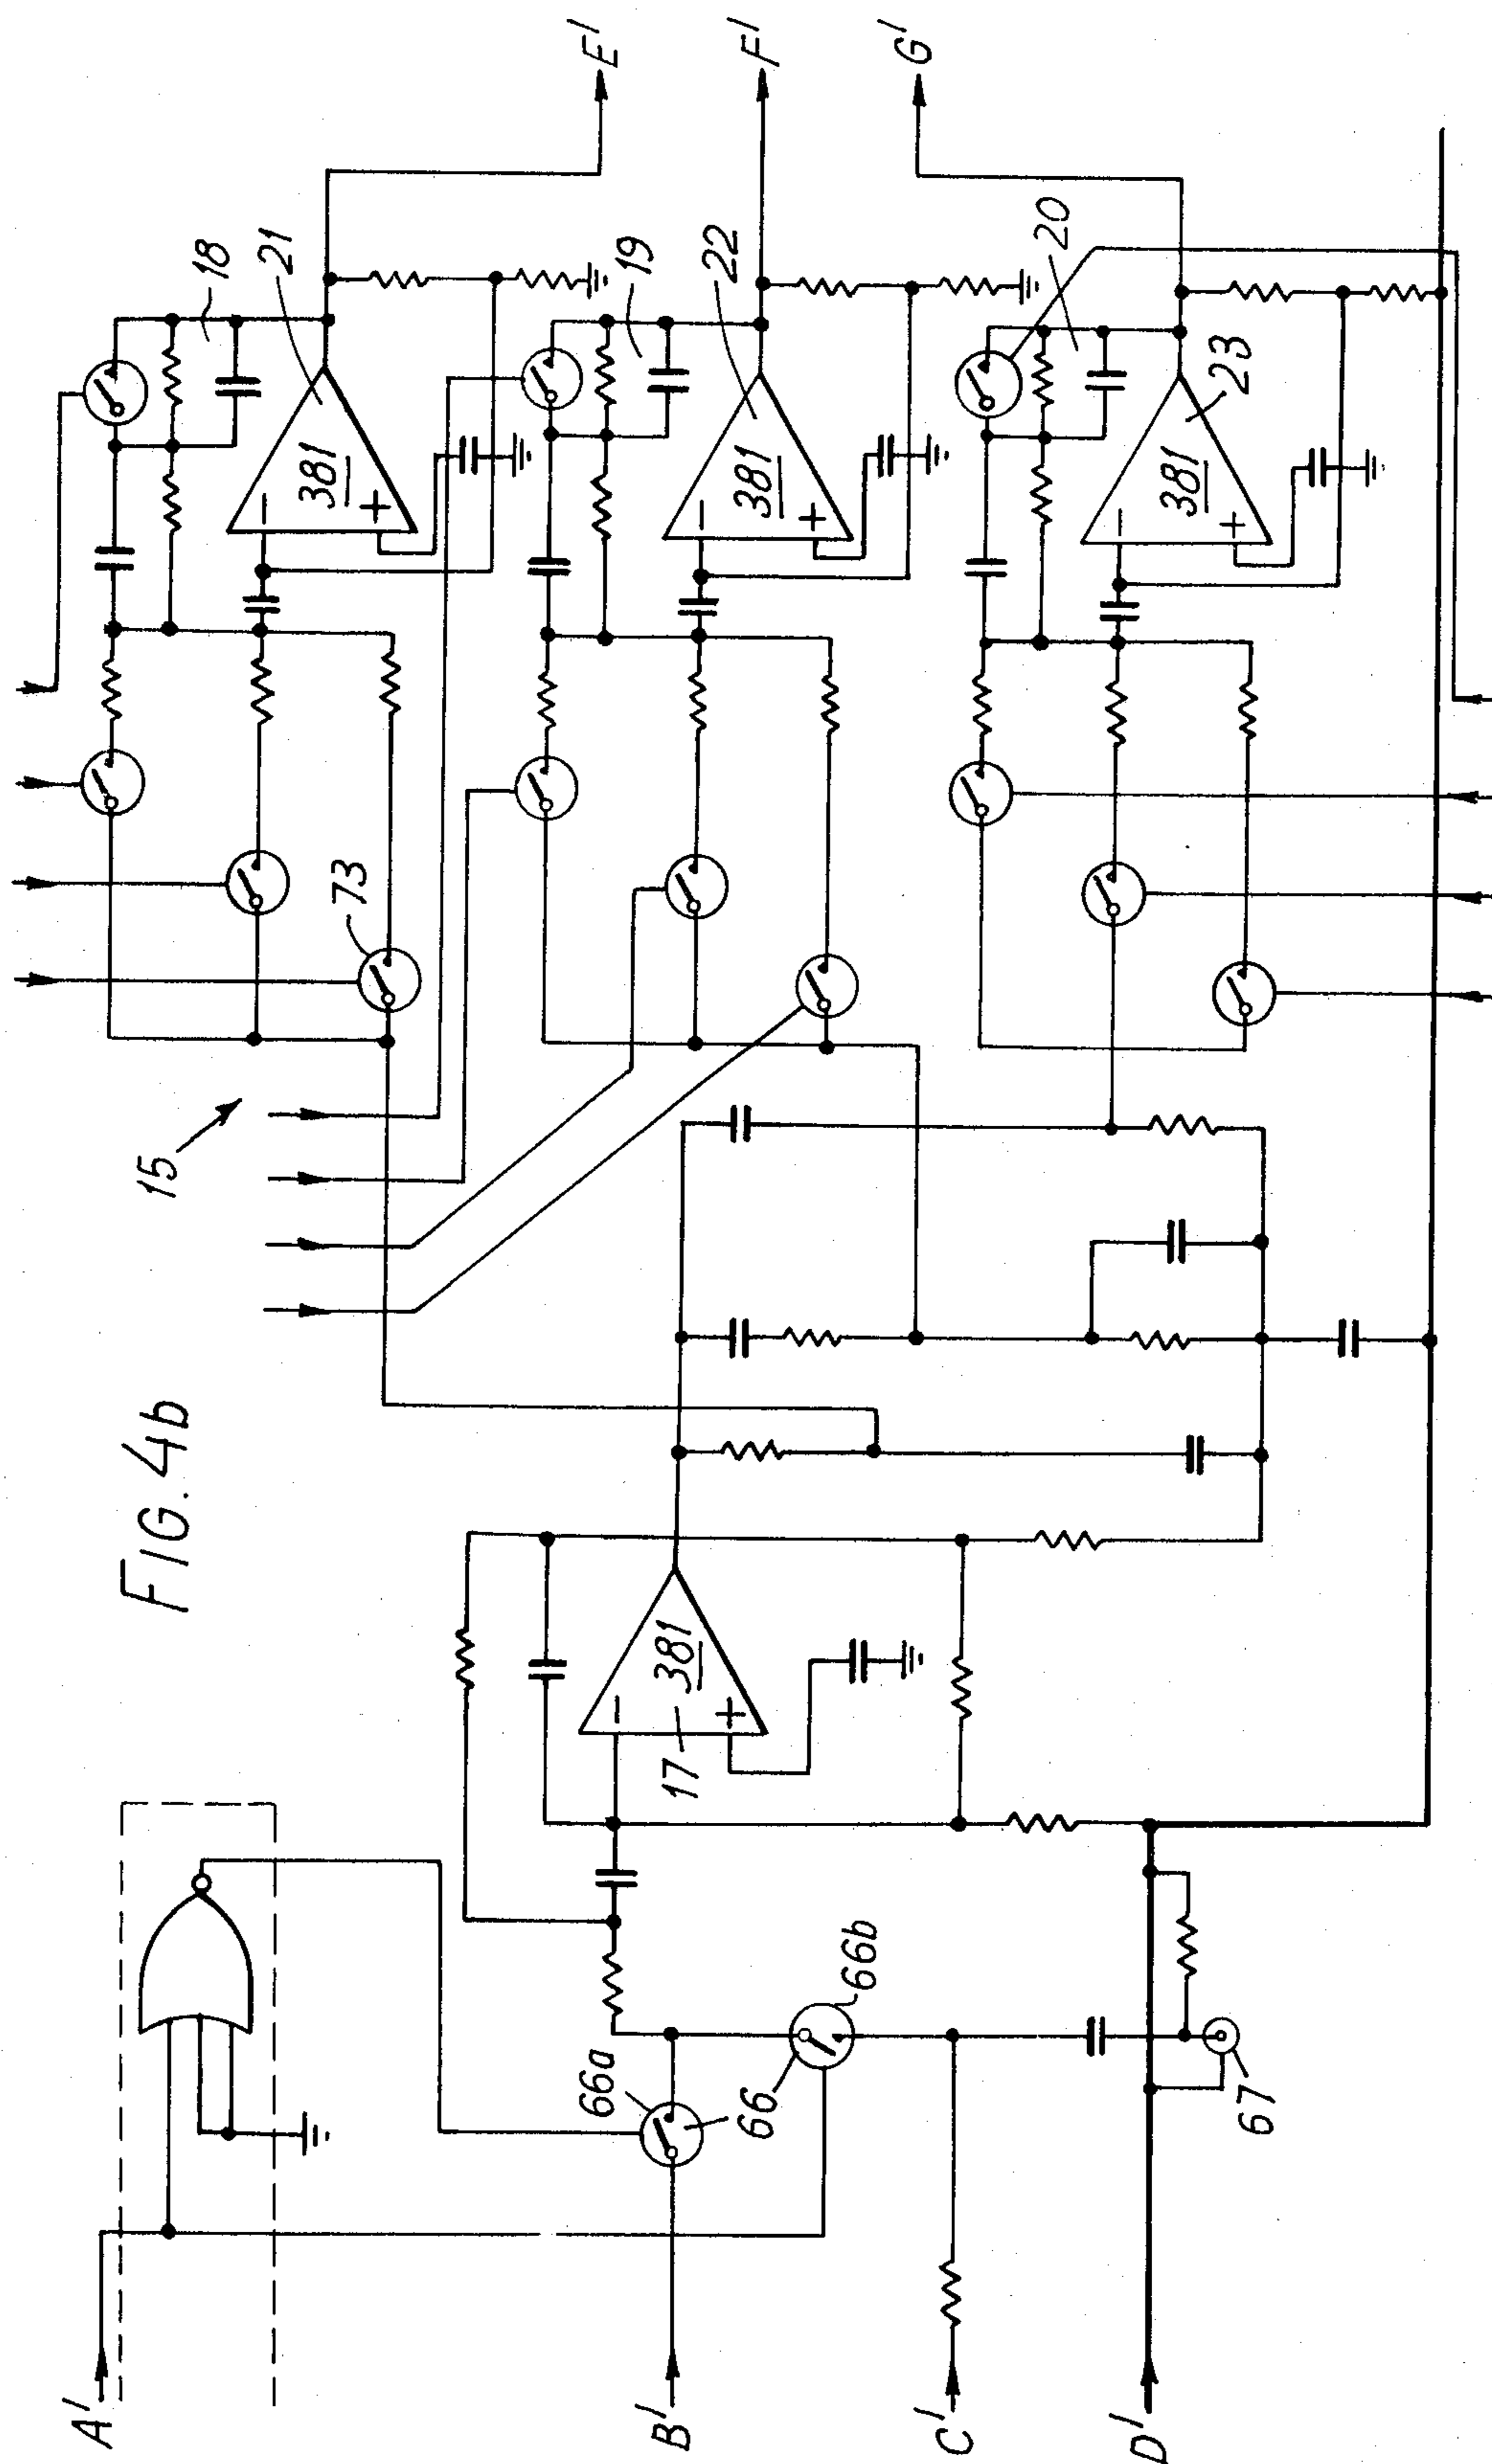 FIG. 4b
A'
B'
C'
D'
E'
F'
G'
15
18
21
381
- +
73
19
22
381
- +
20
23
381
- +
17
381
- +
66a
66
66b
67